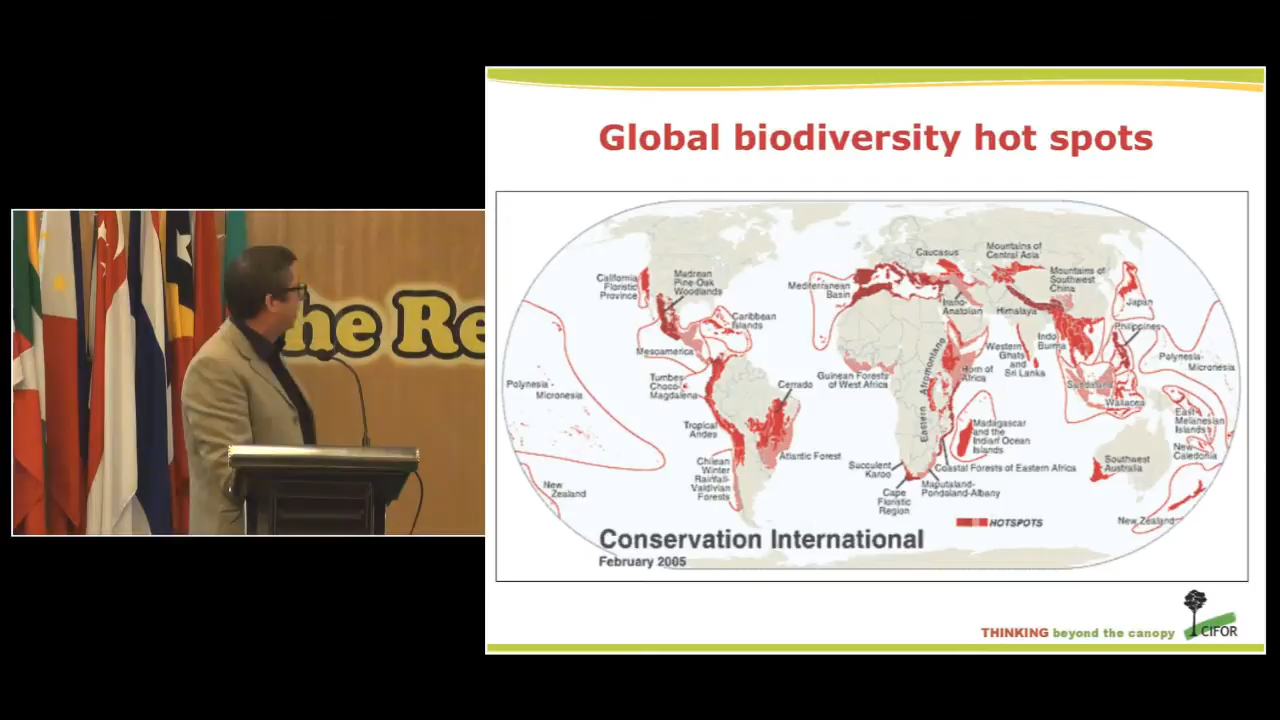 Global biodiversity hot spots
he Re
California
Floristic
Province
Madrean
Pine-Oak
Woodlands
Caribbean
Islands
Mesoamerica
Tumbes
Choco-
Magdalena
Polynesia-
Micronesia
Tropical
Andes
Cerrado
Atlantic Forest
Chilean
Winter
Rainfall-
Valdivian
Forests
New
Zealand
Mediterranean
Basin
Caucasus
Mountains of
Central Asia
Mountains of
Southwest
China
Irano-
Anatolian
Himalaya
Japan
Philippines
Indo
Burma
Western
Ghats
and
Sri Lanka
Guinean Forests
of West Africa
Eastern Afromontane
Horn of
Africa
Sundaland
Wallacea
Polynesia-
Micronesia
East
Melanesian
Islands
New
Caledonia
Madagascar
and the
Indian Ocean
Islands
Coastal Forests of Eastern Africa
Succulent
Karoo
Cape
Floristic
Region
Maputaland-
Pondaland-Albany
Southwest
Australia
New Zealand
HOTSPOTS
Conservation International
February 2005
THINKING beyond the canopy
CIFOR